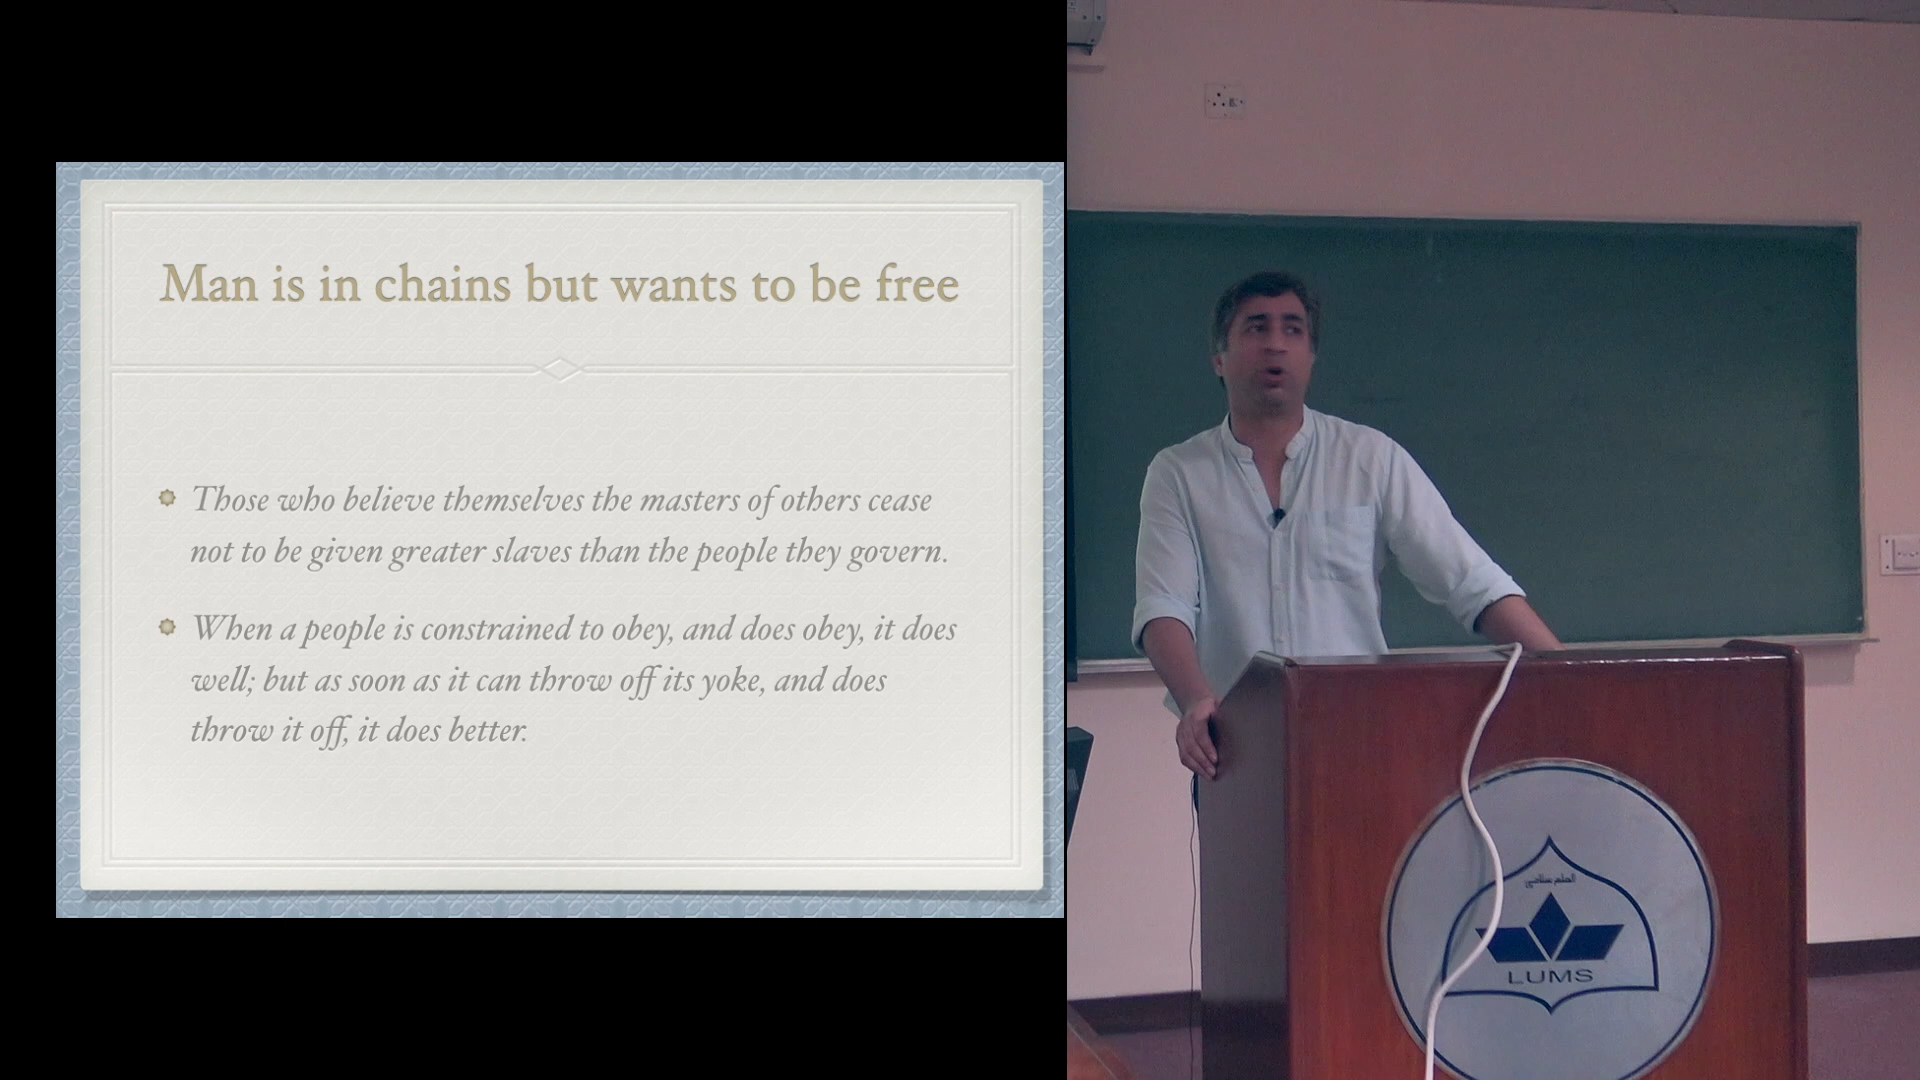 Man is in chains but wants to be free
Those who believe themselves the masters of others cease
not to be given greater slaves than the people they govern.
When a people is constrained to obey, and does obey, it does
well; but as soon as it can throw off its yoke, and does
throw it off, it does better.
LUMS